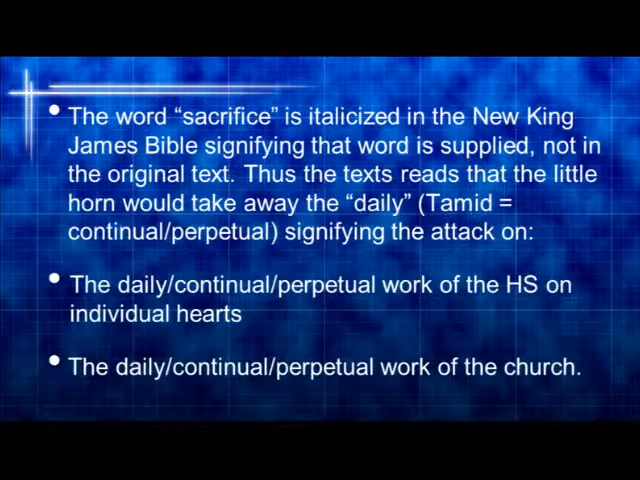 • The word “sacrifice” is italicized in the New King
James Bible signifying that word is supplied, not in
the original text. Thus the texts reads that the little
horn would take away the “daily” (Tamid =
continual/perpetual) signifying the attack on:
• The daily/continual/perpetual work of the HS on
individual hearts
• The daily/continual/perpetual work of the church.